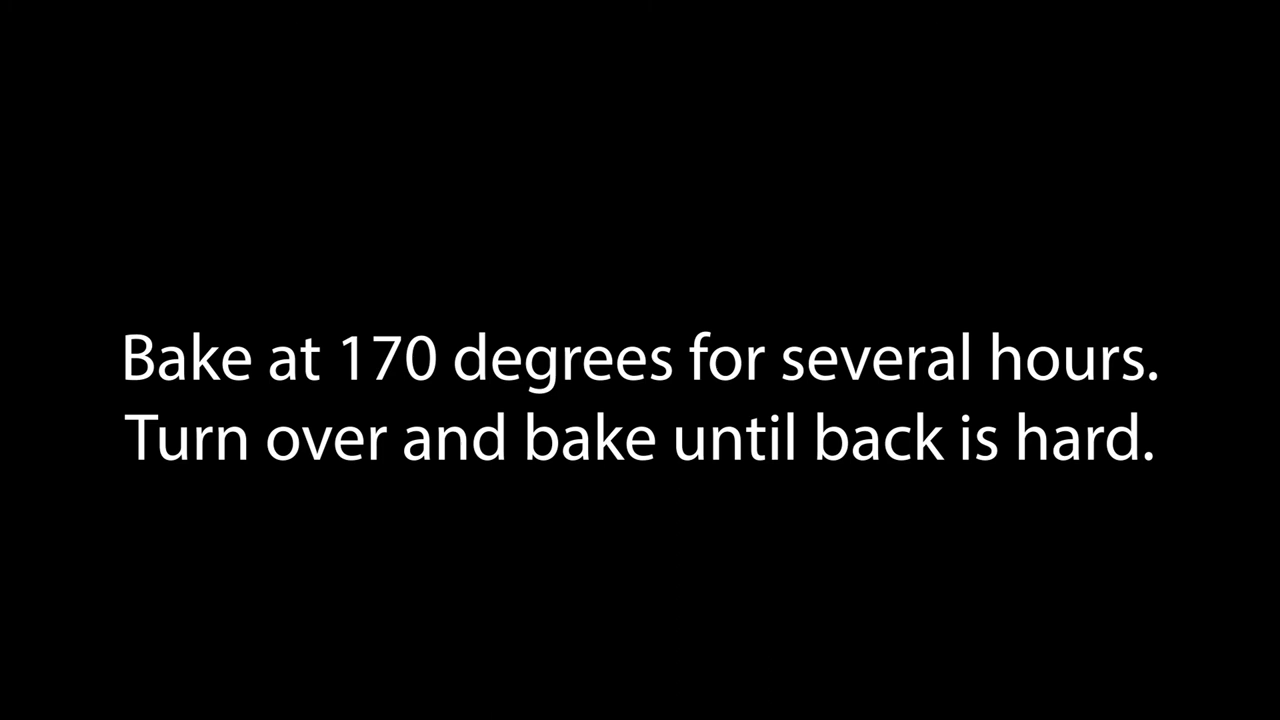 Bake at 170 degrees for several hours.
Turn over and bake until back is hard.